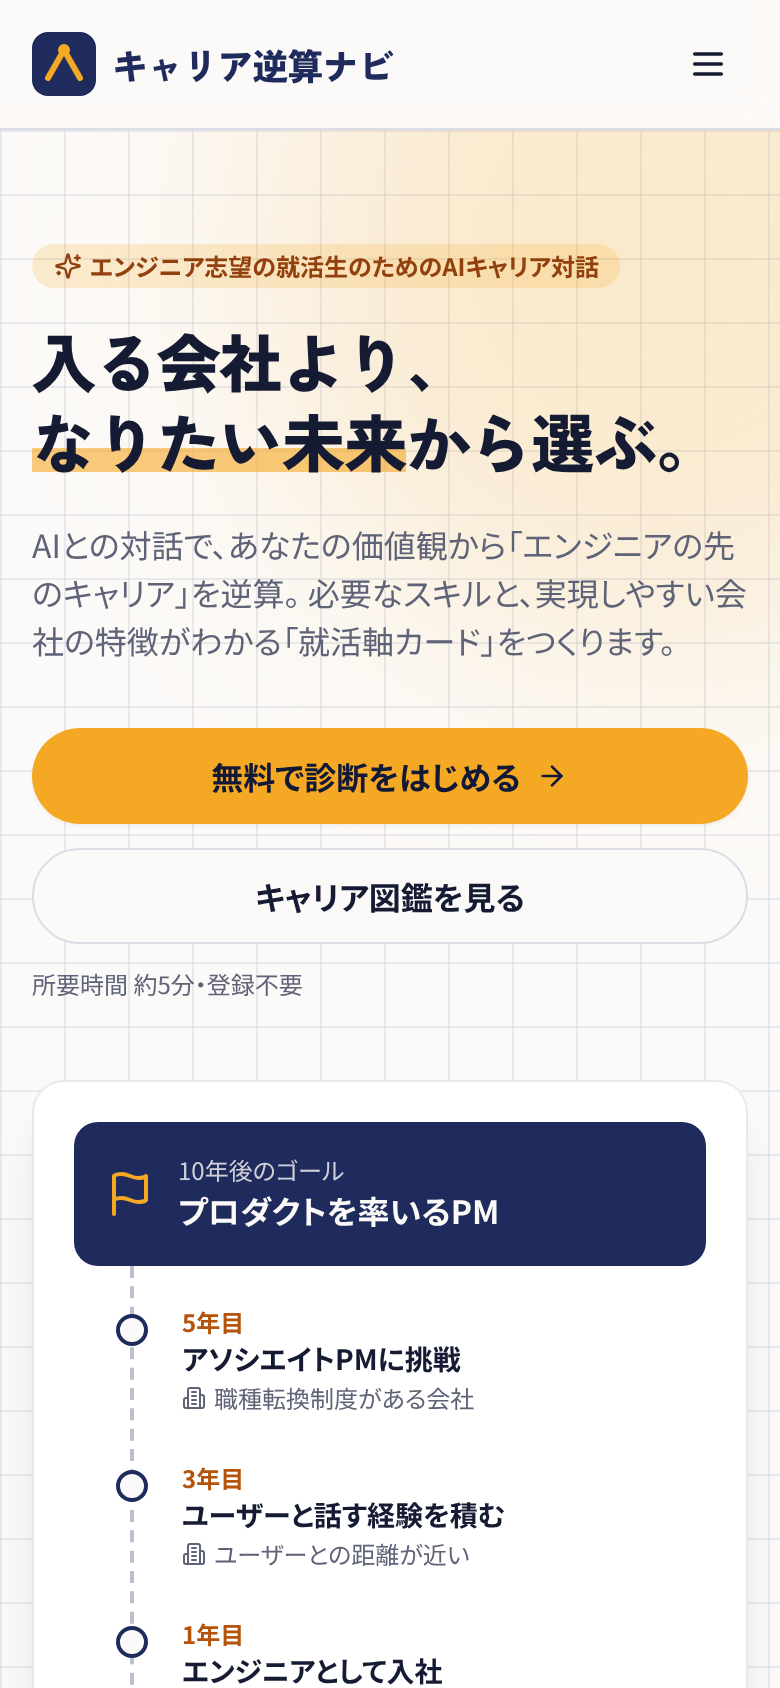 キャリア逆算ナビ
エンジニア志望の就活生のためのAIキャリア対話
入る会社より、
なりたい未来から選ぶ。
AIとの対話で、あなたの価値観から「エンジニアの先
のキャリア」を逆算。必要なスキルと、実現しやすい会
社の特徴がわかる「就活軸カード」をつくります。
無料で診断をはじめる →
キャリア図鑑を見る
所要時間 約5分・登録不要
10年後のゴール
プロダクトを率いるPM
5年目
アソシエイトPMに挑戦
職種転換制度がある会社
3年目
ユーザーと話す経験を積む
ユーザーとの距離が近い
1年目
エンジニアとして入社